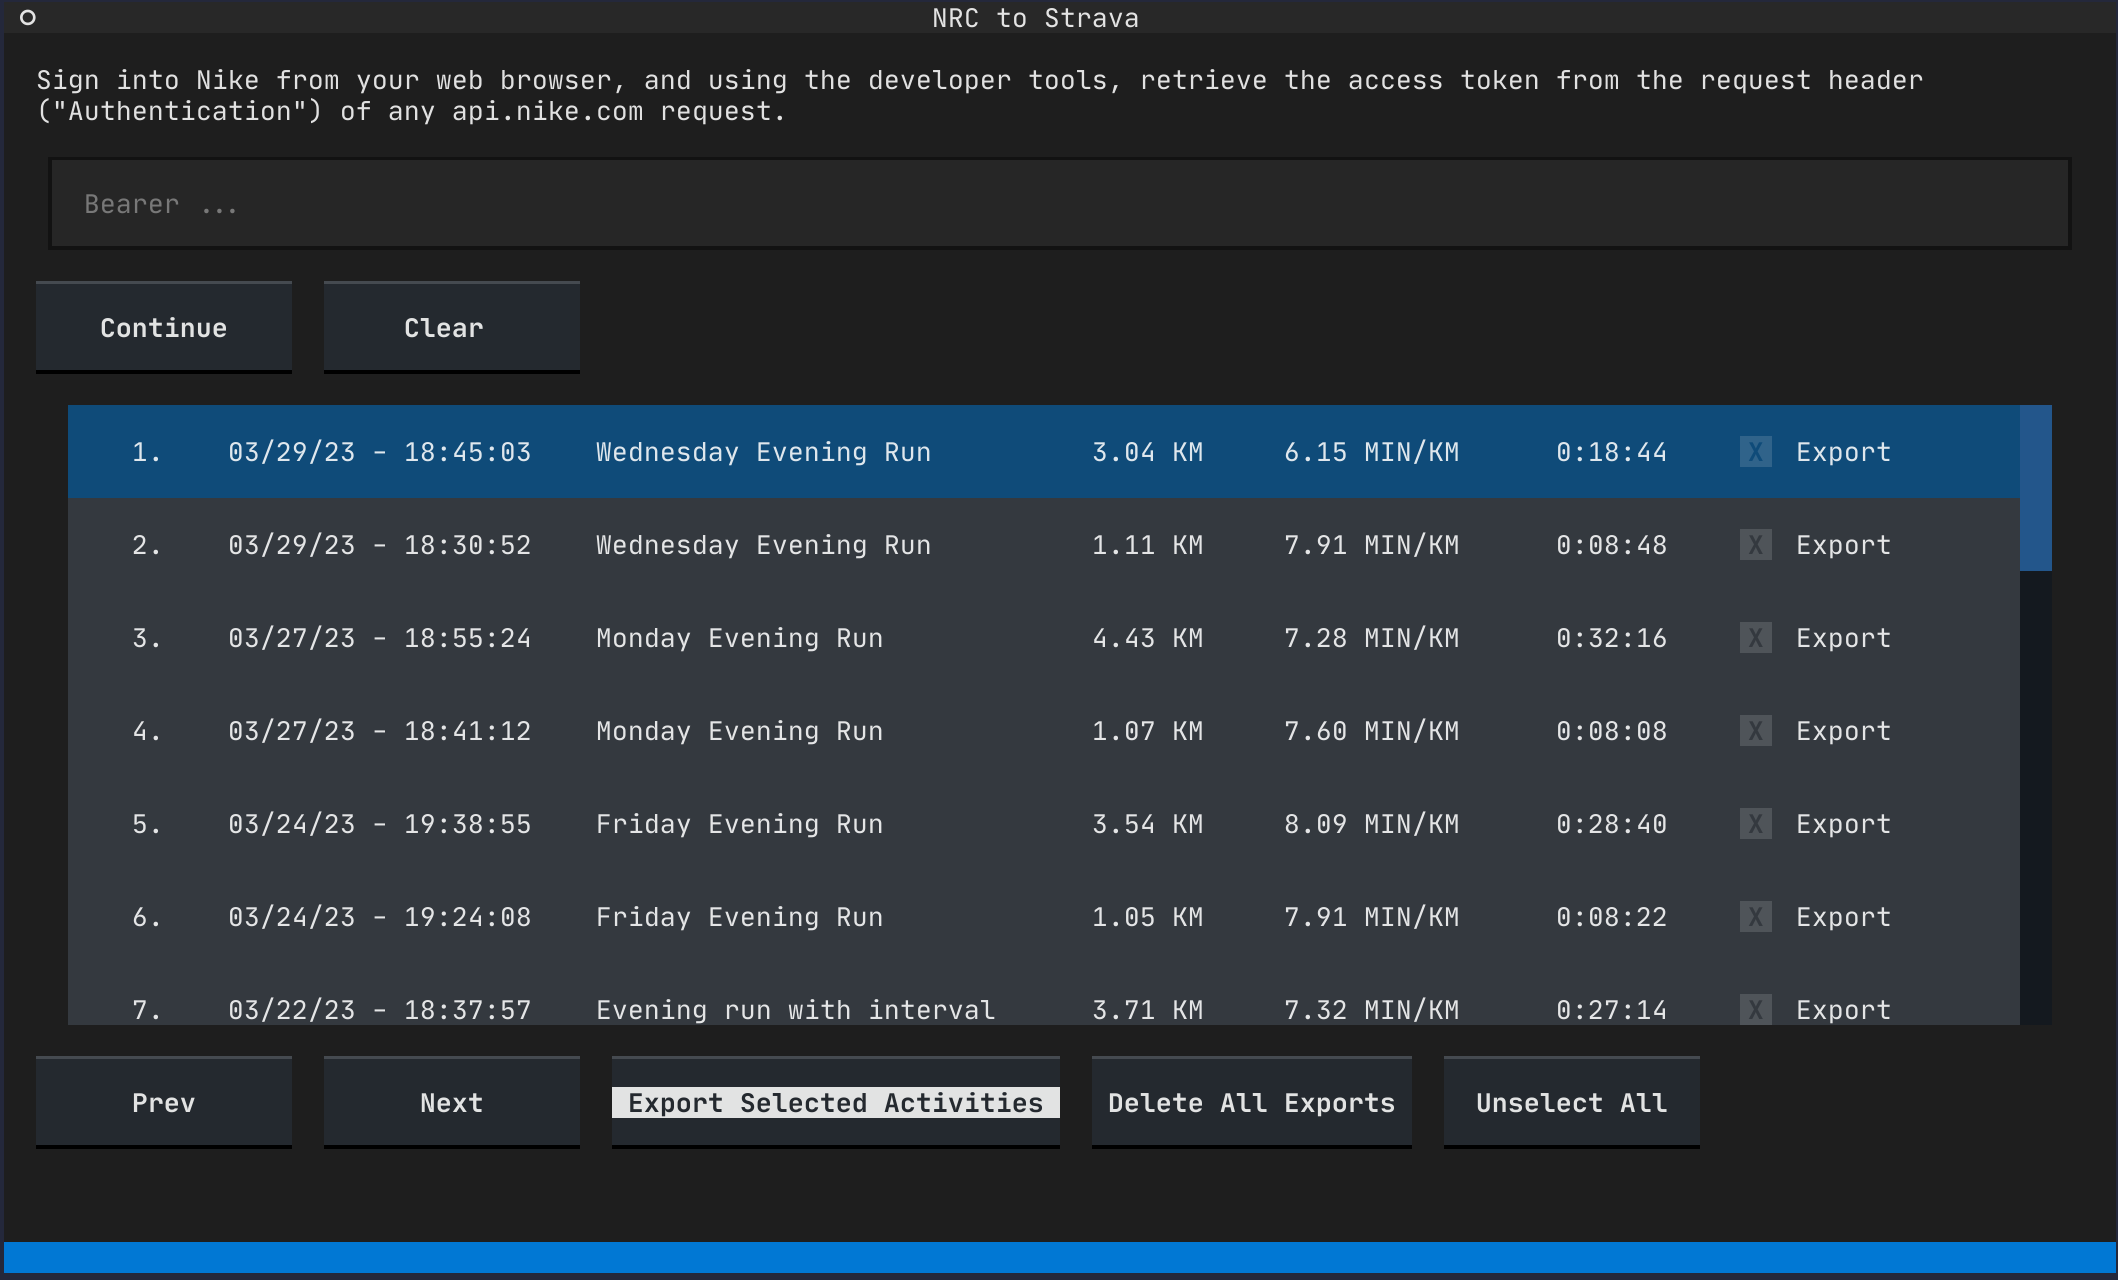 NRC to Strava
Sign into Nike from your web browser, and using the developer tools, retrieve the access token from the request header
("Authentication") of any api.nike.com request.
Bearer ...
Continue Clear
1. 03/29/23 - 18:45:03 Wednesday Evening Run 3.04 KM 6.15 MIN/KM 0:18:44 X Export
2. 03/29/23 - 18:30:52 Wednesday Evening Run 1.11 KM 7.91 MIN/KM 0:08:48 X Export
3. 03/27/23 - 18:55:24 Monday Evening Run 4.43 KM 7.28 MIN/KM 0:32:16 X Export
4. 03/27/23 - 18:41:12 Monday Evening Run 1.07 KM 7.60 MIN/KM 0:08:08 X Export
5. 03/24/23 - 19:38:55 Friday Evening Run 3.54 KM 8.09 MIN/KM 0:28:40 X Export
6. 03/24/23 - 19:24:08 Friday Evening Run 1.05 KM 7.91 MIN/KM 0:08:22 X Export
7. 03/22/23 - 18:37:57 Evening run with interval 3.71 KM 7.32 MIN/KM 0:27:14 X Export
Prev Next Export Selected Activities Delete All Exports Unselect All